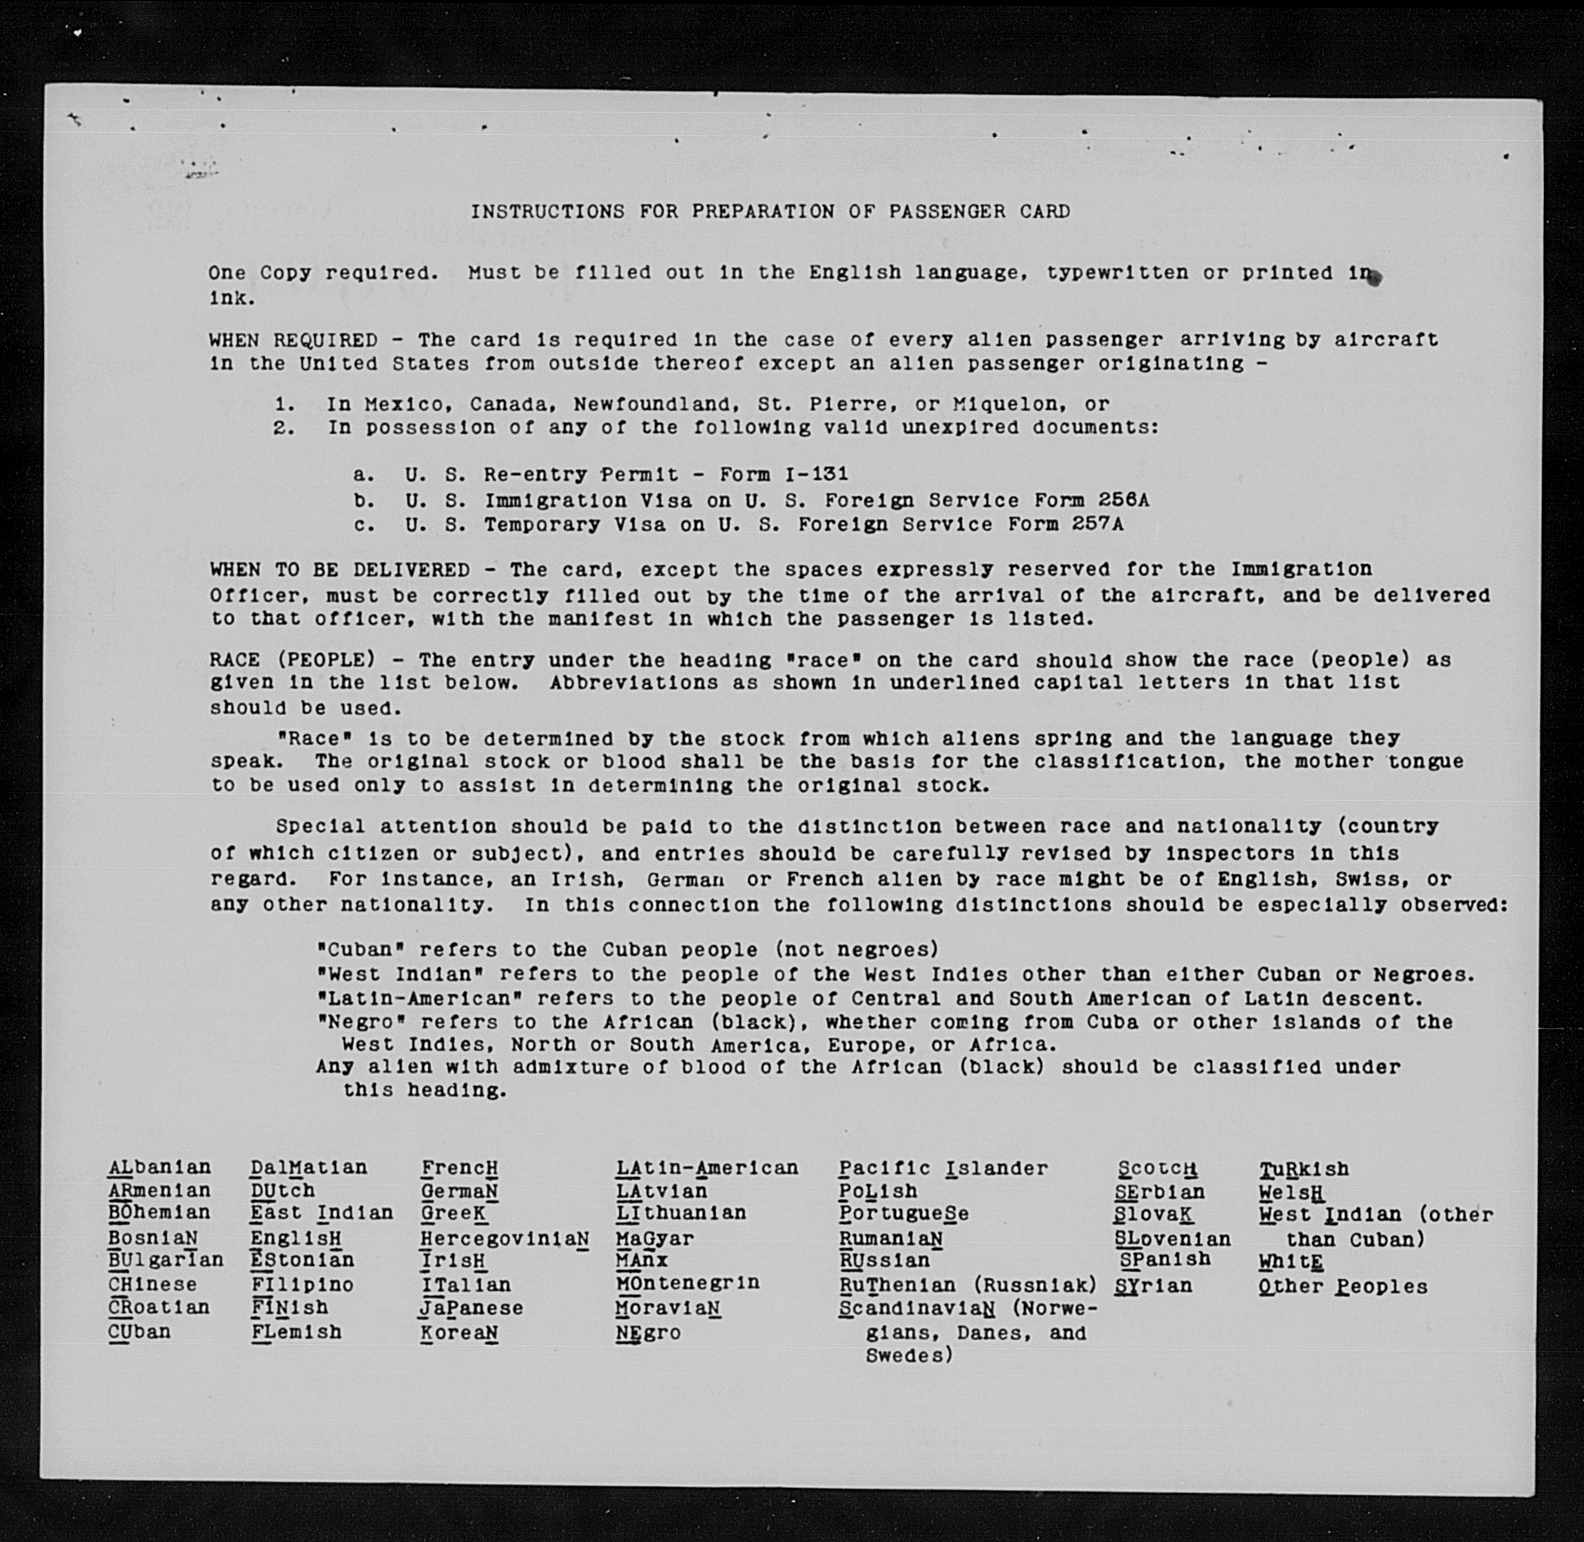 INSTRUCTIONS FOR PREPARATION OF PASSENGER CARD
One Copy required. Must be filled out in the English language, typewritten or printed in
ink.
WHEN REQUIRED - The card is required in the case of every alien passenger arriving by aircraft
in the United States from outside thereof except an alien passenger originating -
1. In Mexico, Canada, Newfoundland, St. Pierre, or Miquelon, or
2. In possession of any of the following valid unexpired documents:
a. U. S. Re-entry Permit - Form I-131
b. U. S. Immigration Visa on U. S. Foreign Service Form 256A
c. U. S. Temporary Visa on U. S. Foreign Service Form 257A
WHEN TO BE DELIVERED - The card, except the spaces expressly reserved for the Immigration
Officer, must be correctly filled out by the time of the arrival of the aircraft, and be delivered
to that officer, with the manifest in which the passenger is listed.
RACE (PEOPLE) - The entry under the heading "race" on the card should show the race (people) as
given in the list below. Abbreviations as shown in underlined capital letters in that list
should be used.
"Race" is to be determined by the stock from which aliens spring and the language they
speak. The original stock or blood shall be the basis for the classification, the mother tongue
to be used only to assist in determining the original stock.
Special attention should be paid to the distinction between race and nationality (country
of which citizen or subject), and entries should be carefully revised by inspectors in this
regard. For instance, an Irish, German or French alien by race might be of English, Swiss, or
any other nationality. In this connection the following distinctions should be especially observed:
"Cuban" refers to the Cuban people (not negroes)
"West Indian" refers to the people of the West Indies other than either Cuban or Negroes.
"Latin-American" refers to the people of Central and South American of Latin descent.
"Negro" refers to the African (black), whether coming from Cuba or other islands of the
West Indies, North or South America, Europe, or Africa.
Any alien with admixture of blood of the African (black) should be classified under
this heading.
ALbanian DalMatian FrencH LAtin-American Pacific Islander ScotcH TuRkish
ARmenian DUtch GermaN LAtvian PoLish SErbian WelsH
BOhemian East Indian GreeK LIthuanian PortugueSe SlovaK West Indian (other
BosniaN EnglisH HercegoviniaN MaGyar RumaniaN SLovenian than Cuban)
BUlgarIan EStonian IrisH MAnx RUssian SPanish WhitE
CHinese FIlipino ITalian MOntenegrin RuThenian (Russniak) SYrian Other Peoples
CRoatian FiNish JaPanese MoraviaN ScandinaviaN (Norwe-
CUban FLemish KoreaN NEgro gians, Danes, and
Swedes)